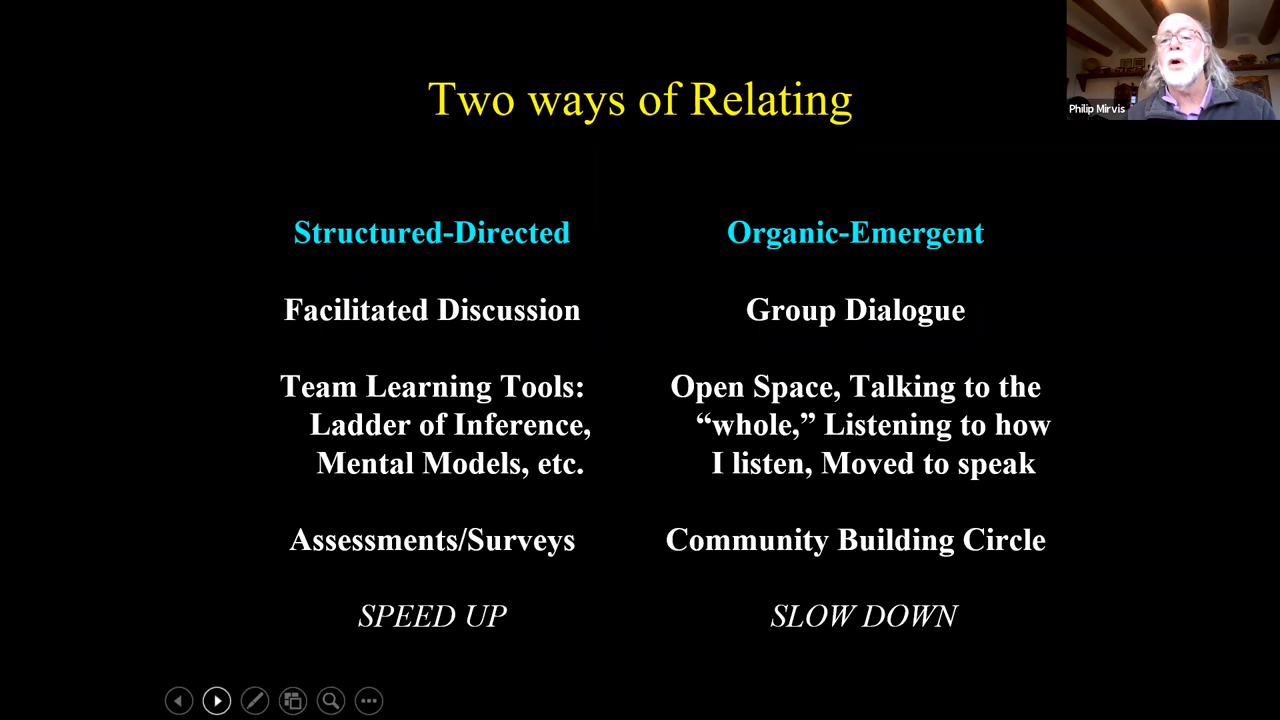 Two ways of Relating
Philip Mirvis
Structured-Directed
Organic-Emergent
Facilitated Discussion
Group Dialogue
Team Learning Tools:
Ladder of Inference,
Mental Models, etc.
Open Space, Talking to the
“whole,” Listening to how
I listen, Moved to speak
Assessments/Surveys
Community Building Circle
SPEED UP
SLOW DOWN